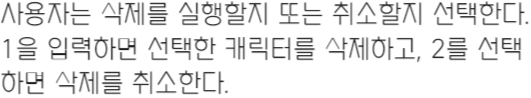 사용자는 삭제를 실행할지 또는 취소할지 선택한다.
1을 입력하면 선택한 캐릭터를 삭제하고, 2를 선택
하면 삭제를 취소한다.